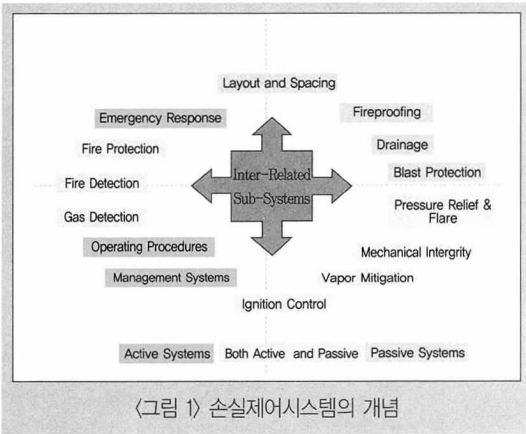 Layout and Spacing
Emergency Response
Fireproofing
Fire Protection
Drainage
Blast Protection
Fire Detection
Inter-Related
Sub-Systems
Gas Detection
Pressure Relief &
Flare
Operating Procedures
Mechanical Intergrity
Management Systems
Vapor Mitigation
Ignition Control
Active Systems Both Active and Passive Passive Systems
〈그림 1〉 손실제어시스템의 개념